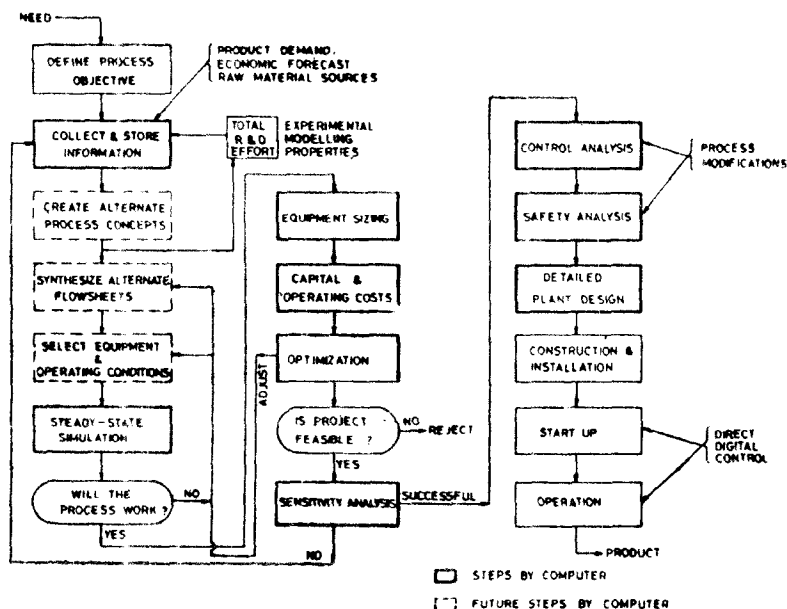 NEED
DEFINE PROCESS
OBJECTIVE
PRODUCT DEMAND,
ECONOMIC FORECAST
RAW MATERIAL SOURCES
COLLECT & STORE
INFORMATION
TOTAL
R & D
EFFORT
EXPERIMENTAL
MODELLING
PROPERTIES
CREATE ALTERNATE
PROCESS CONCEPTS
SYNTHESIZE ALTERNATE
FLOWSHEETS
SELECT EQUIPMENT
&
OPERATING CONDITIONS
STEADY-STATE
SIMULATION
WILL THE
PROCESS WORK ?
NO
YES
EQUIPMENT SIZING
CAPITAL &
OPERATING COSTS
OPTIMIZATION
ADJUST
IS PROJECT
FEASIBLE ?
NO
REJECT
YES
SENSITIVITY ANALYSIS
SUCCESSFUL
NO
CONTROL ANALYSIS
PROCESS
MODIFICATIONS
SAFETY ANALYSIS
DETAILED
PLANT DESIGN
CONSTRUCTION &
INSTALLATION
START UP
DIRECT
DIGITAL
CONTROL
OPERATION
PRODUCT
STEPS BY COMPUTER
FUTURE STEPS BY COMPUTER